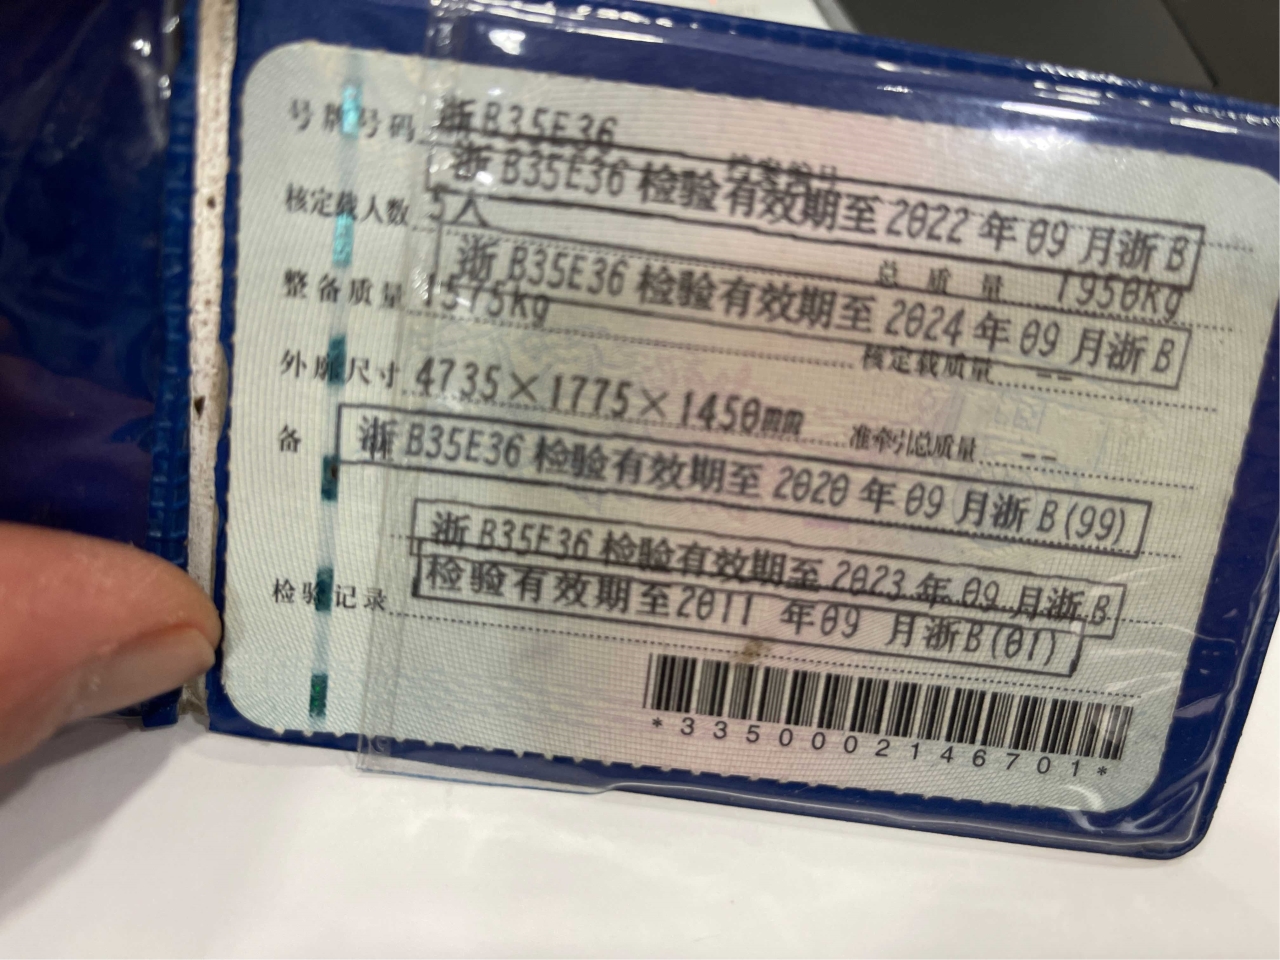 号牌号码 浙B35E36
浙B35E36检验有效期至2022年09月浙B
核定载人数 5人
浙B35E36检验有效期至2024年09月浙B
总质量 1950kg
整备质量 1575kg
核定载质量 --
外廓尺寸 4735×1775×1450mm
准牵引总质量 --
备
浙B35E36检验有效期至2020年09月浙B(99)
浙B35E36检验有效期至2023年09月浙B
检验记录 检验有效期至2011 年09 月浙B(01)
*3350002146701*